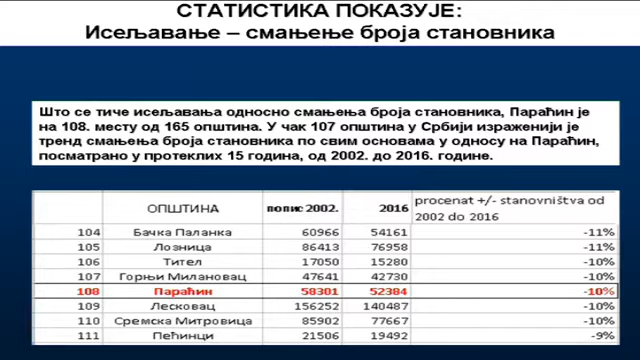 СТАТИСТИКА ПОКАЗУЈЕ:
Исељавање – смањење броја становника
Што се тиче исељавања односно смањења броја становника, Параћин је
на 108. месту од 165 општина. У чак 107 општина у Србији израженији је
тренд смањења броја становника по свим основама у односу на Параћин,
посматрано у протеклих 15 година, од 2002. до 2016. године.
ОПШТИНА попис 2002. 2016 procenat +/- stanovništva od
2002 do 2016
104 Бачка Паланка 60966 54161 -11%
105 Лозница 86413 76958 -11%
106 Тител 17050 15280 -10%
107 Горњи Милановац 47641 42730 -10%
108 Параћин 58301 52384 -10%
109 Лесковац 156252 140487 -10%
110 Сремска Митровица 85902 77667 -10%
111 Пећинци 21506 19492 -9%